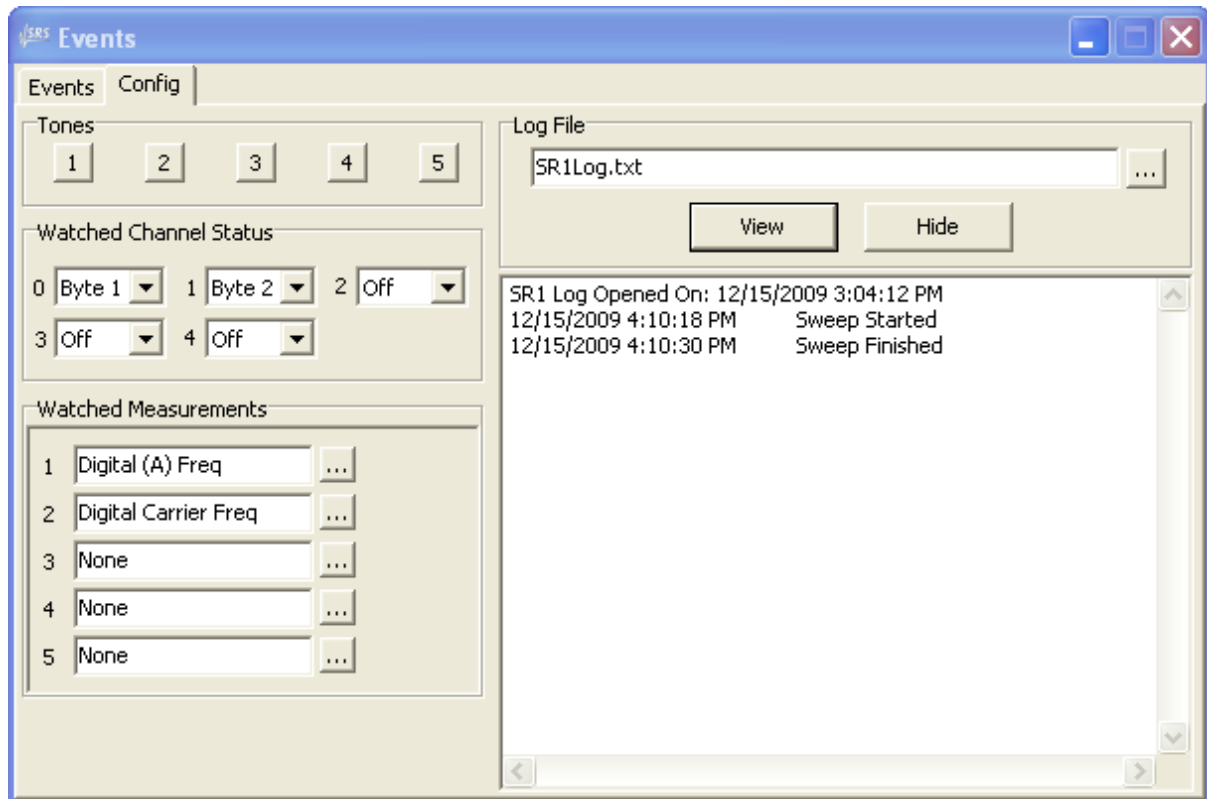 SRS Events
Events Config
Tones
1 2 3 4 5
Watched Channel Status
0 Byte 1 1 Byte 2 2 Off
3 Off 4 Off
Watched Measurements
1 Digital (A) Freq ...
2 Digital Carrier Freq ...
3 None ...
4 None ...
5 None ...
Log File
SR1Log.txt ...
View Hide
SR1 Log Opened On: 12/15/2009 3:04:12 PM
12/15/2009 4:10:18 PM Sweep Started
12/15/2009 4:10:30 PM Sweep Finished